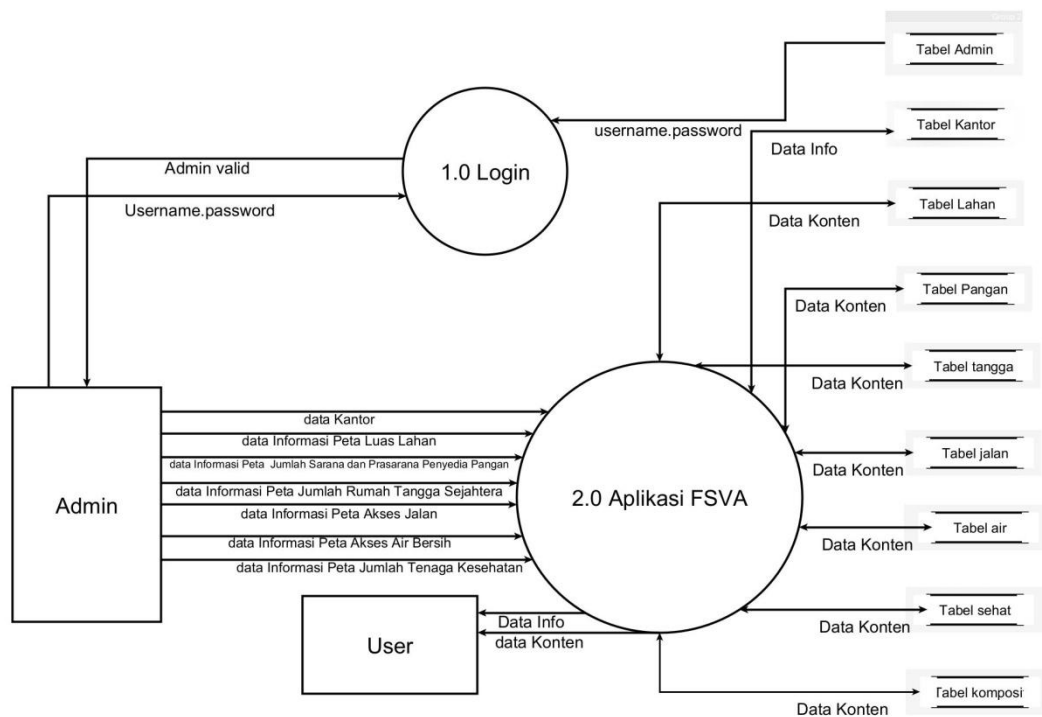 Tabel Admin
username.password
Tabel Kantor
Data Info
1.0 Login
Admin valid
Username.password
Tabel Lahan
Data Konten
Tabel Pangan
Data Konten
Tabel tangga
Data Konten
data Kantor
data Informasi Peta Luas Lahan
data Informasi Peta Jumlah Sarana dan Prasarana Penyedia Pangan
data Informasi Peta Jumlah Rumah Tangga Sejahtera
data Informasi Peta Akses Jalan
data Informasi Peta Akses Air Bersih
data Informasi Peta Jumlah Tenaga Kesehatan
Admin
2.0 Aplikasi FSVA
Tabel jalan
Data Konten
Tabel air
Data Konten
Tabel sehat
Data Konten
User
Data Info
data Konten
Tabel komposi
Data Konten